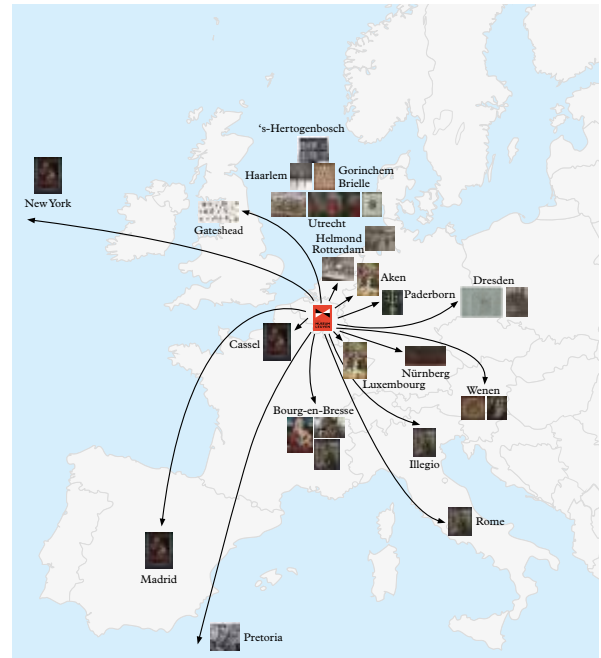 's-Hertogenbosch
Haarlem
Gorinchem
Brielle
New York
Gateshead
Utrecht
Helmond
Rotterdam
Aken
Dresden
Paderborn
Cassel
Nürnberg
Luxembourg
Wenen
Bourg-en-Bresse
Illegio
Rome
Madrid
Pretoria